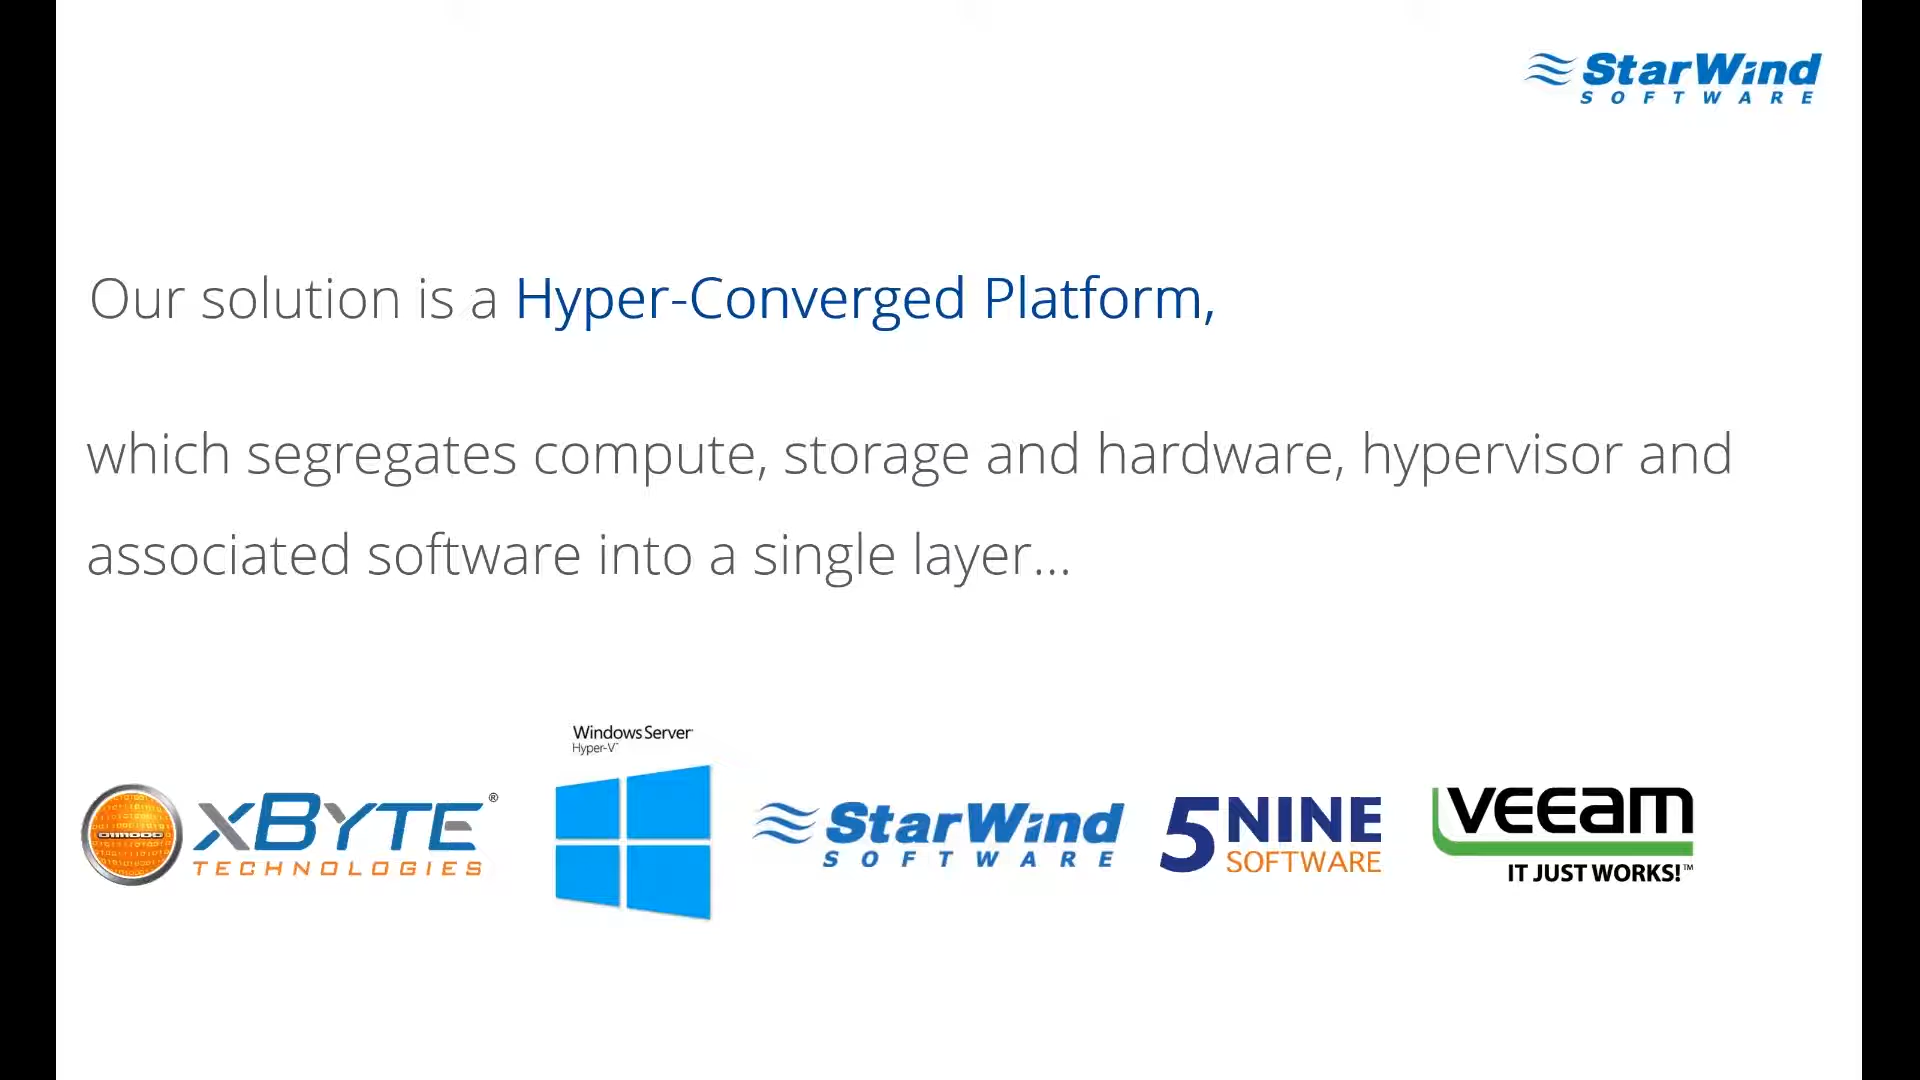 StarWind
SOFTWARE
Our solution is a Hyper-Converged Platform,
which segregates compute, storage and hardware, hypervisor and
associated software into a single layer...
Windows Server
Hyper-V
xBYTE®
TECHNOLOGIES
StarWind
SOFTWARE
5NINE
SOFTWARE
veeam
IT JUST WORKS!™